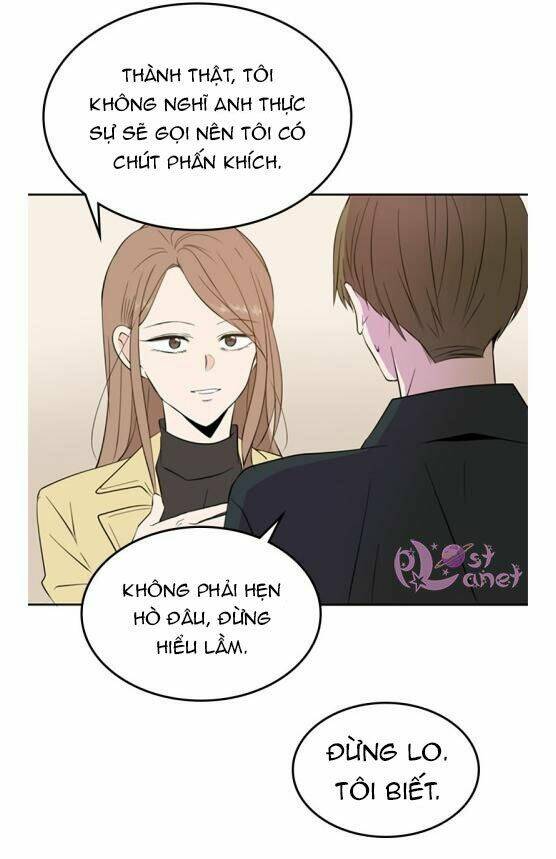 THÀNH THẬT, TÔI
KHÔNG NGHĨ ANH THỰC
SỰ SẼ GỌI NÊN TÔI CÓ
CHÚT PHẤN KHÍCH.
Lost
Planet
KHÔNG PHẢI HẸN
HÒ ĐÂU, ĐỪNG
HIỂU LẦM.
ĐỪNG LO.
TÔI BIẾT.